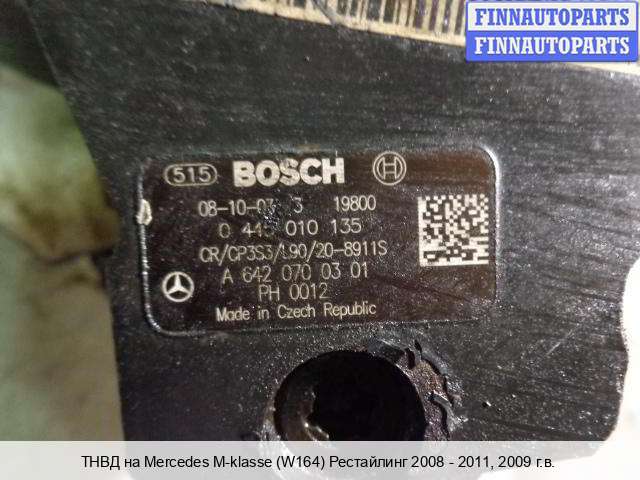 FINNAUTOPARTS
FINNAUTOPARTS
515 BOSCH
08-10-03 3 19800
0 445 010 135
CR/CP3S3/L90/20-8911S
A 642 070 03 01
PH 0012
Made in Czech Republic
ТНВД на Mercedes M-klasse (W164) Рестайлинг 2008 - 2011, 2009 г.в.